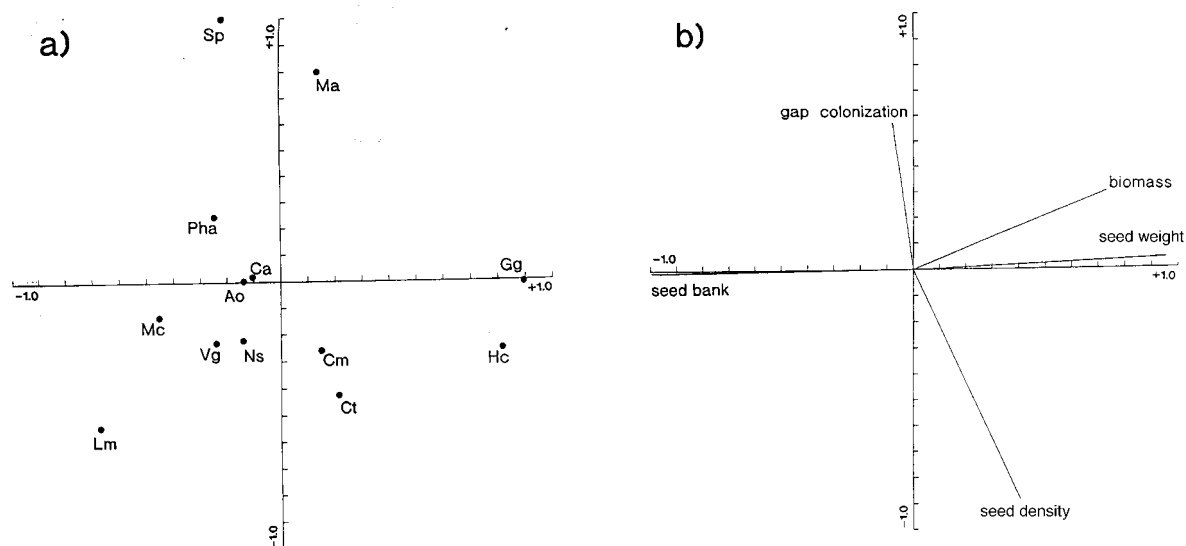 a)
+1.0
Sp
Ma
Pha
Ca
Gg
-1.0
Ao
+1.0
Mc
Vg
Ns
Cm
Hc
Ct
Lm
-1.0
b)
+1.0
gap colonization
biomass
seed weight
-1.0
+1.0
seed bank
seed density
-1.0